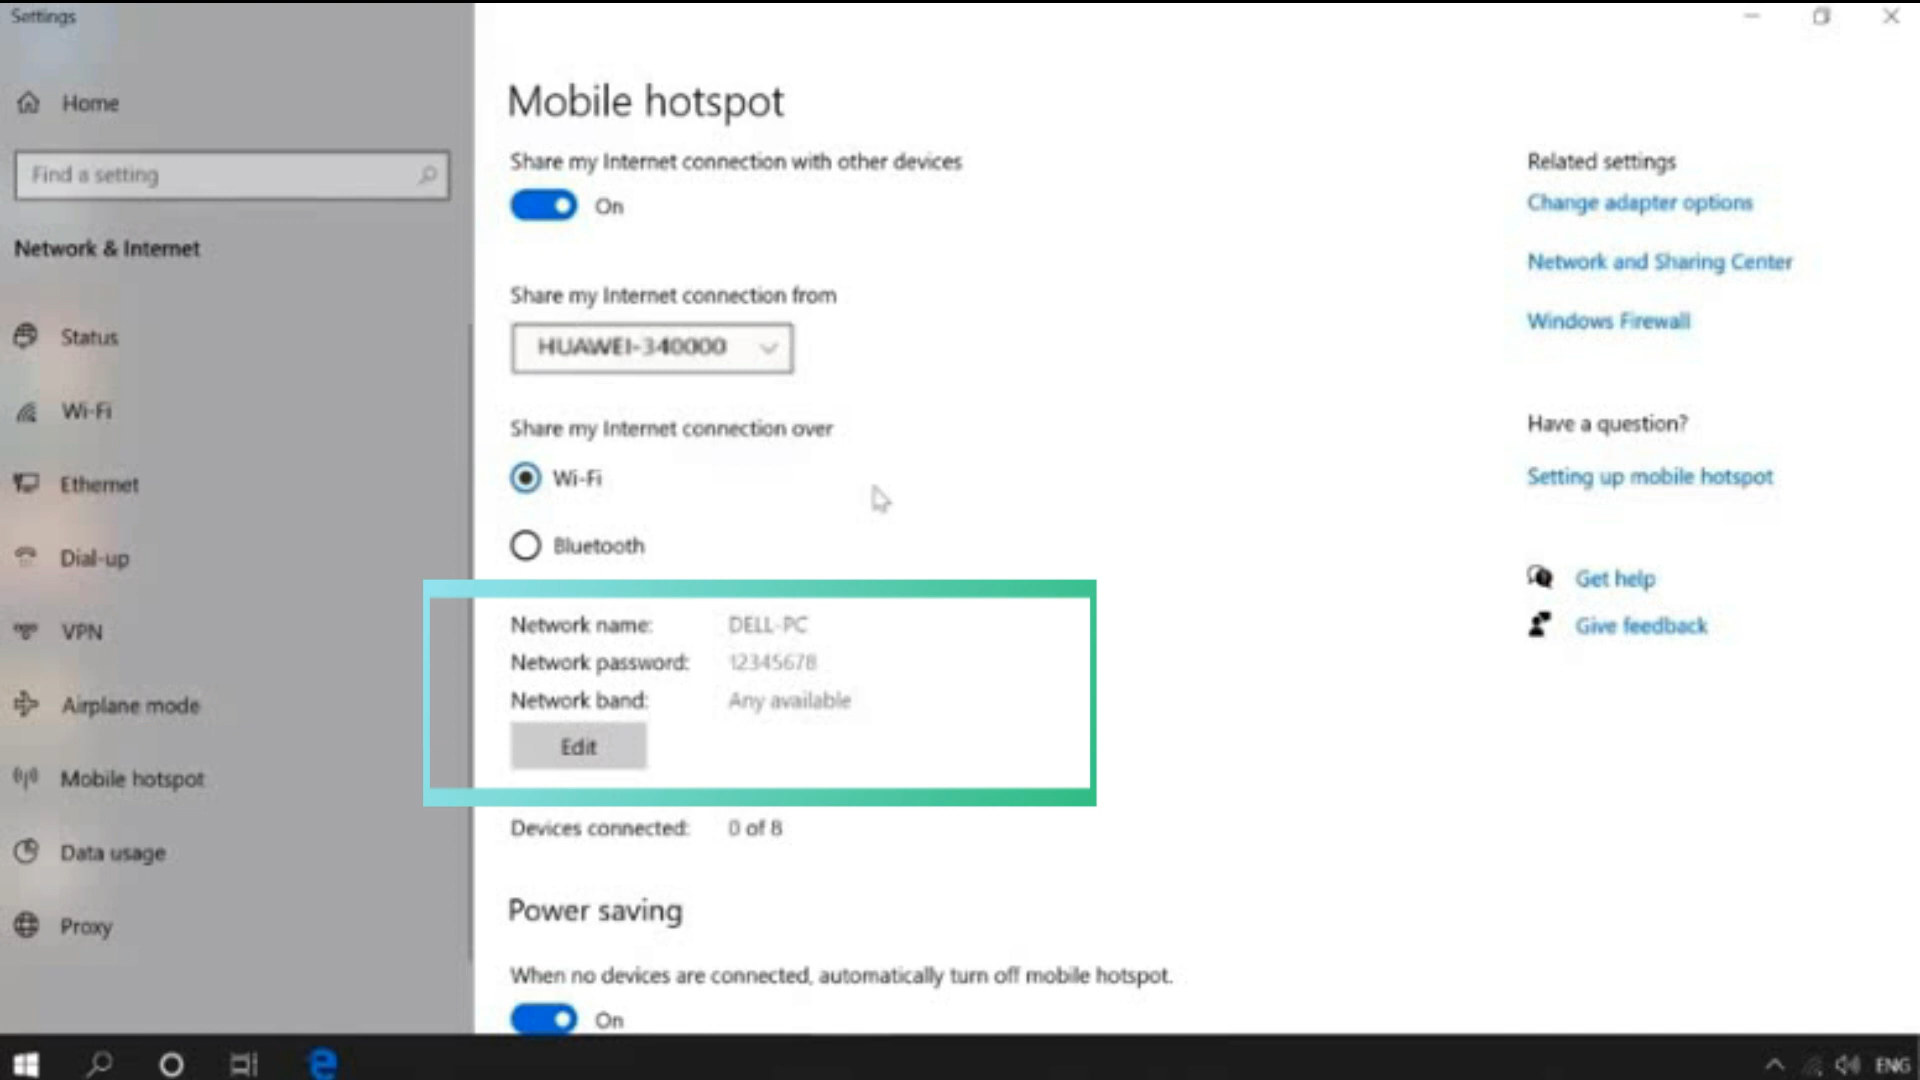 Settings
Home
Find a setting
Network & Internet
Status
Wi-Fi
Ethernet
Dial-up
VPN
Airplane mode
Mobile hotspot
Data usage
Proxy
Mobile hotspot
Share my Internet connection with other devices
On
Share my Internet connection from
HUAWEI-340000
Share my Internet connection over
Wi-Fi
Bluetooth
Network name: DELL-PC
Network password: 12345678
Network band: Any available
Edit
Devices connected: 0 of 8
Power saving
When no devices are connected, automatically turn off mobile hotspot.
On
Related settings
Change adapter options
Network and Sharing Center
Windows Firewall
Have a question?
Setting up mobile hotspot
Get help
Give feedback
ENG